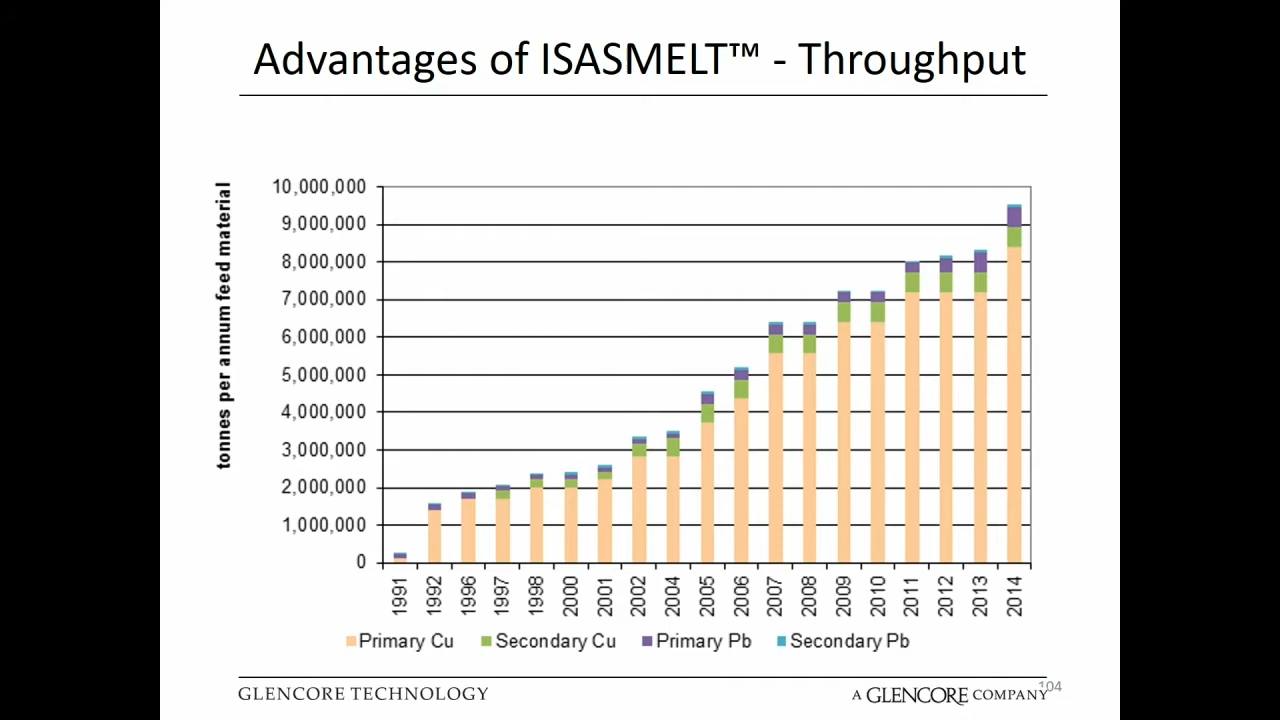 Advantages of ISASMELT™ - Throughput
tonnes per annum feed material
10,000,000
9,000,000
8,000,000
7,000,000
6,000,000
5,000,000
4,000,000
3,000,000
2,000,000
1,000,000
0
1991 1992 1996 1997 1998 2000 2001 2002 2004 2005 2006 2007 2008 2009 2010 2011 2012 2013 2014
Primary Cu Secondary Cu Primary Pb Secondary Pb
GLENCORE TECHNOLOGY A GLENCORE COMPANY 104